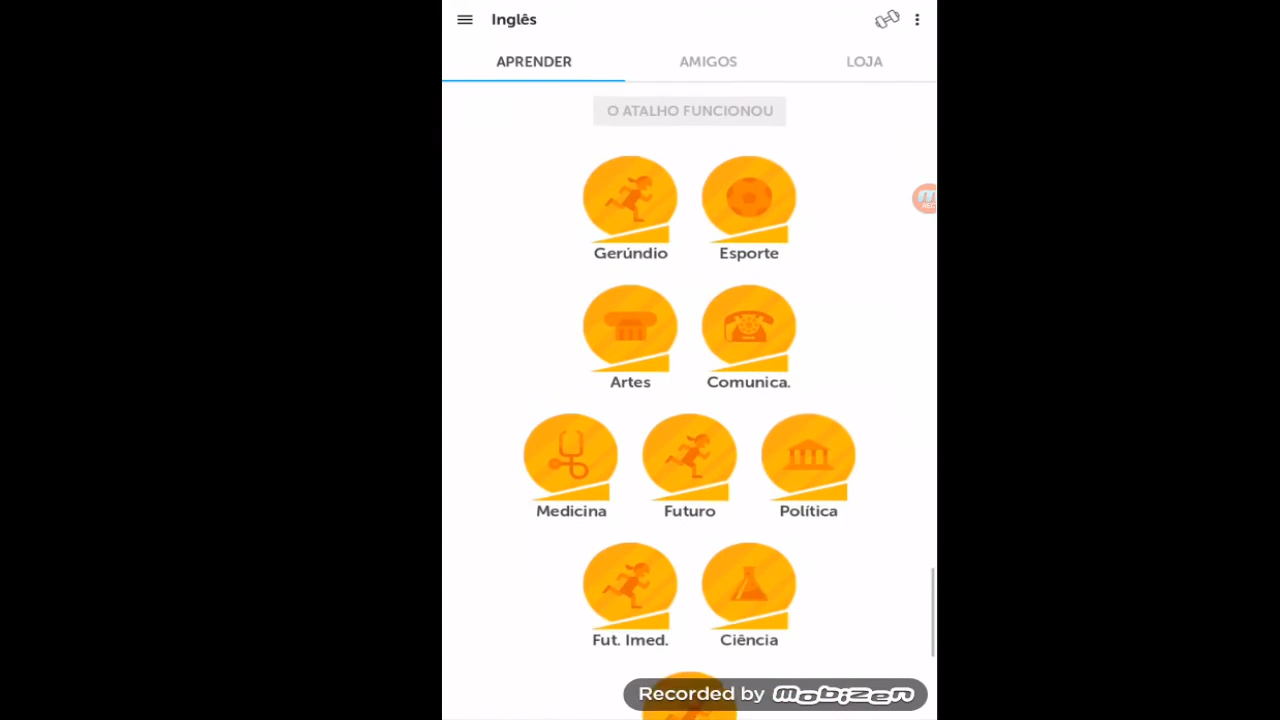 Inglês
APRENDER AMIGOS LOJA
O ATALHO FUNCIONOU
Gerúndio Esporte
Artes Comunica.
Medicina Futuro Política
Fut. Imed. Ciência
Recorded by mobizen